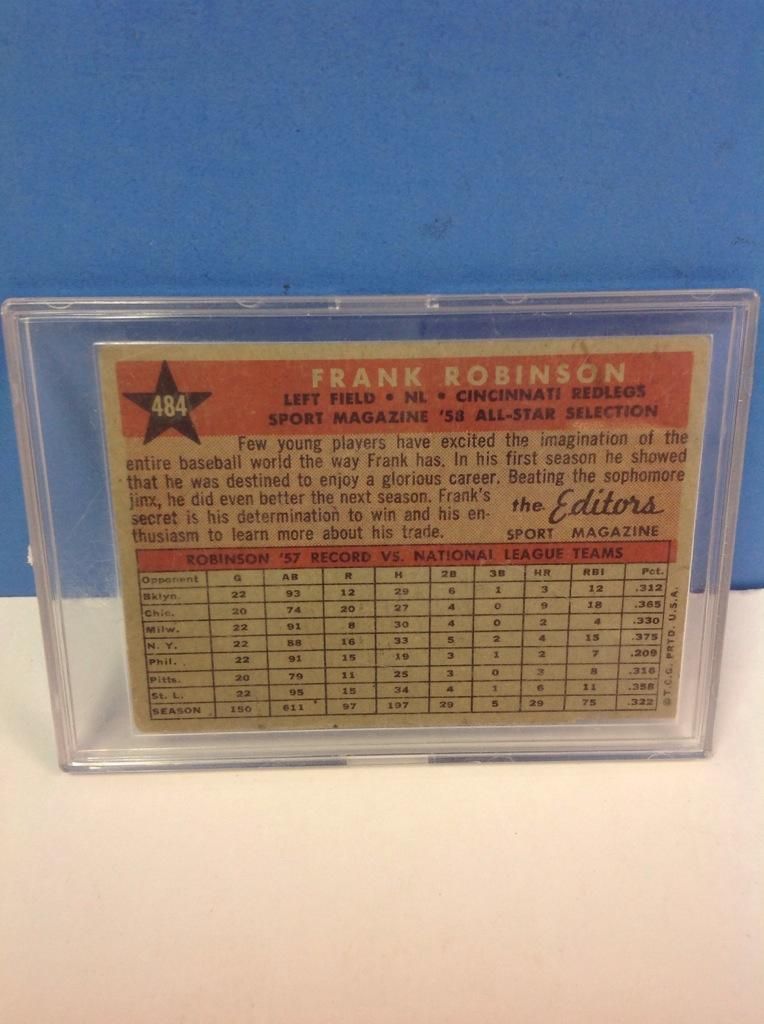 484
FRANK ROBINSON
LEFT FIELD • NL • CINCINNATI REDLEGS
SPORT MAGAZINE '58 ALL-STAR SELECTION
Few young players have excited the imagination of the
entire baseball world the way Frank has. In his first season he showed
that he was destined to enjoy a glorious career. Beating the sophomore
jinx, he did even better the next season. Frank's
secret is his determination to win and his en-
thusiasm to learn more about his trade.
the Editors
SPORT MAGAZINE
ROBINSON '57 RECORD VS. NATIONAL LEAGUE TEAMS
Opponent G AB R H 2B 3B HR RBI Pct.
Bklyn. 22 93 12 29 6 1 3 12 .312
Chic. 20 74 20 27 4 0 9 18 .365
Milw. 22 91 8 30 4 0 2 4 .330
N. Y. 22 88 16 33 5 2 4 15 .375
Phil. 22 91 15 19 3 1 2 7 .209
Pitts. 20 79 11 25 3 0 3 8 .316
St. L. 22 95 15 34 4 1 6 11 .358
SEASON 150 611 97 197 29 5 29 75 .322
© T.C.G. PRTD. U.S.A.